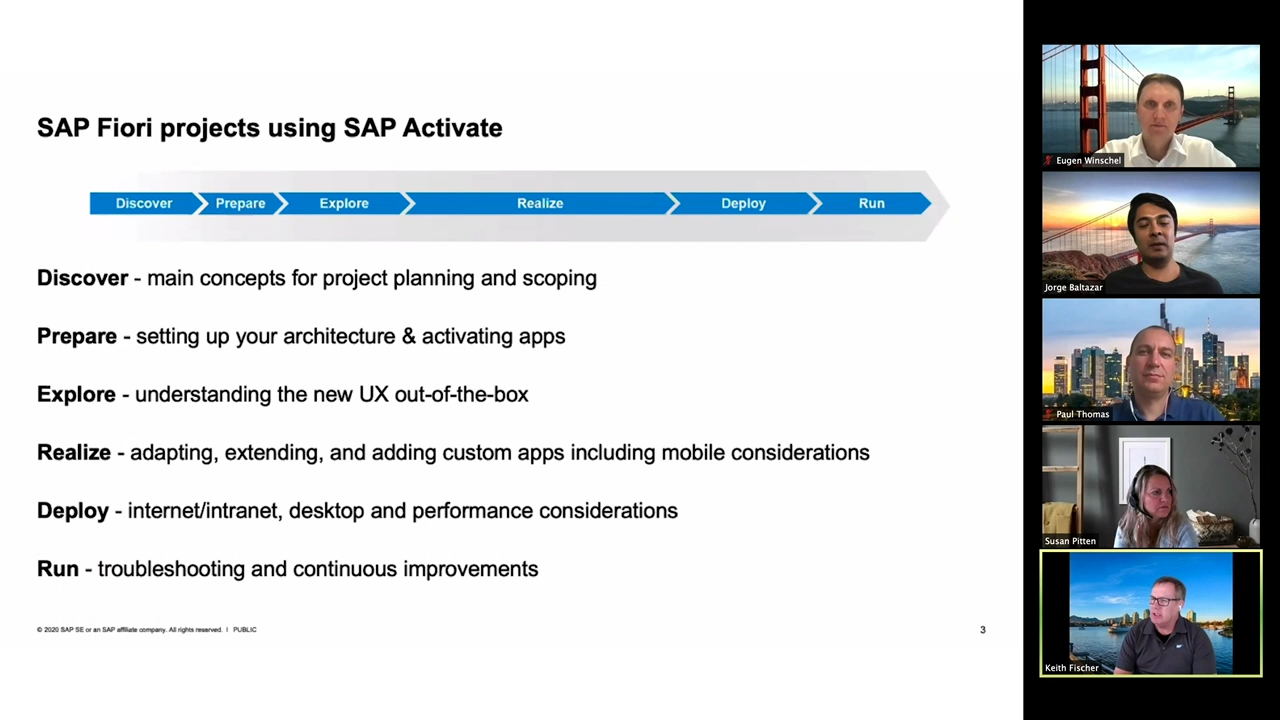 SAP Fiori projects using SAP Activate
Discover Prepare Explore Realize Deploy Run
Discover - main concepts for project planning and scoping
Prepare - setting up your architecture & activating apps
Explore - understanding the new UX out-of-the-box
Realize - adapting, extending, and adding custom apps including mobile considerations
Deploy - internet/intranet, desktop and performance considerations
Run - troubleshooting and continuous improvements
© 2020 SAP SE or an SAP affiliate company. All rights reserved. I PUBLIC
3
Eugen Winschel
Jorge Baltazar
Paul Thomas
Susan Pitten
Keith Fischer